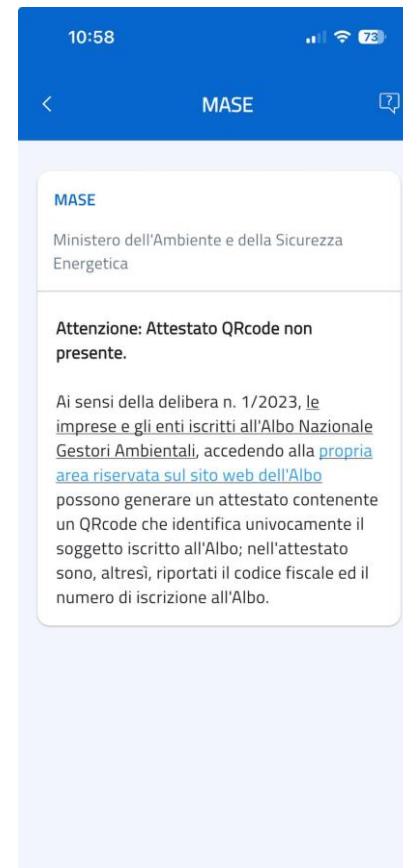 10:58
73
MASE
MASE
Ministero dell'Ambiente e della Sicurezza
Energetica
Attenzione: Attestato QRcode non
presente.
Ai sensi della delibera n. 1/2023, le
imprese e gli enti iscritti all'Albo Nazionale
Gestori Ambientali, accedendo alla propria
area riservata sul sito web dell'Albo
possono generare un attestato contenente
un QRcode che identifica univocamente il
soggetto iscritto all'Albo; nell'attestato
sono, altresì, riportati il codice fiscale ed il
numero di iscrizione all'Albo.